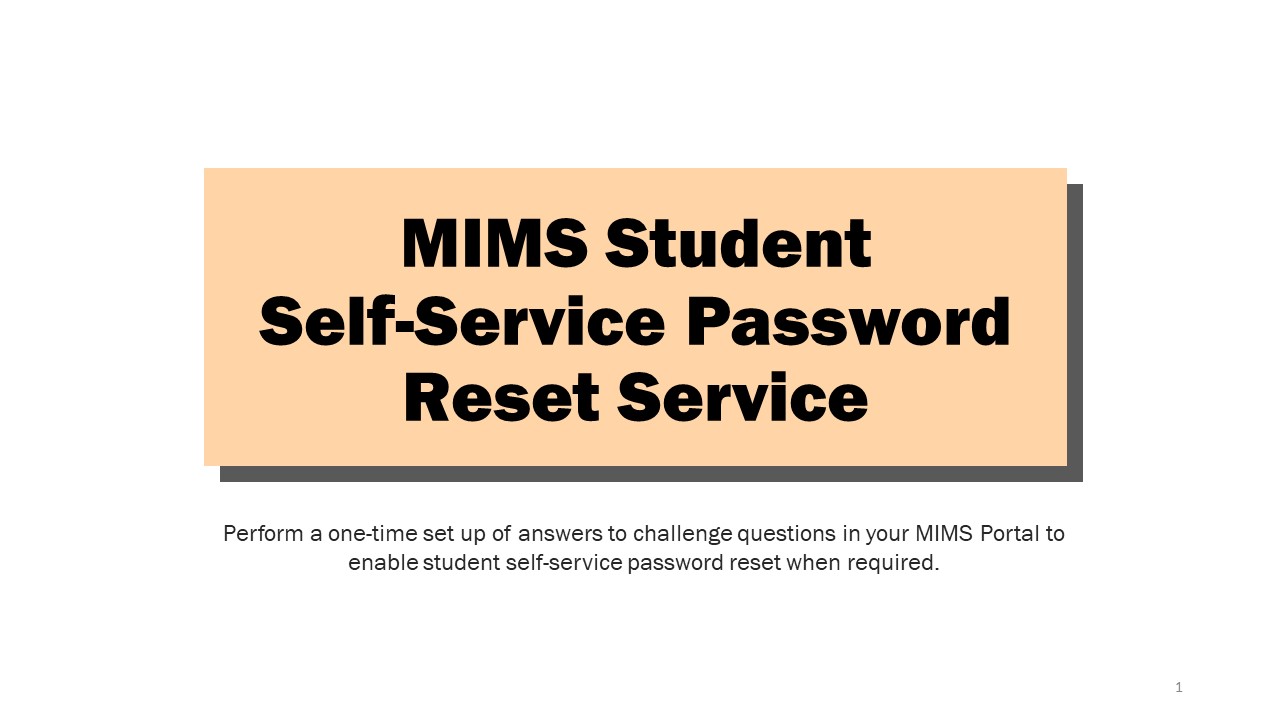 MIMS Student
Self-Service Password
Reset Service
Perform a one-time set up of answers to challenge questions in your MIMS Portal to
enable student self-service password reset when required.
1